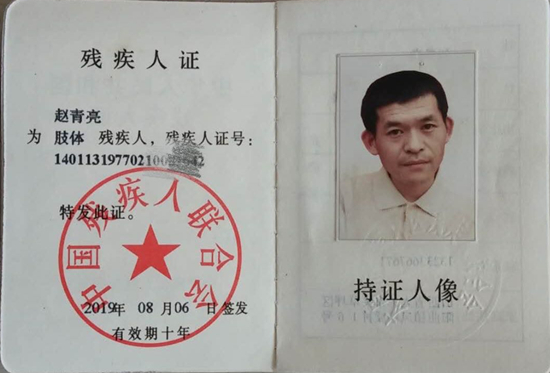 残疾人证
赵青亮
为 肢体 残疾人，残疾人证号：
特发此证。
中国残疾人联合会
2019年 08月06 日签发
有效期十年
持证人像